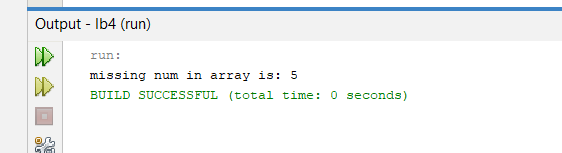 Output - lb4 (run)
run:
missing num in array is: 5
BUILD SUCCESSFUL (total time: 0 seconds)